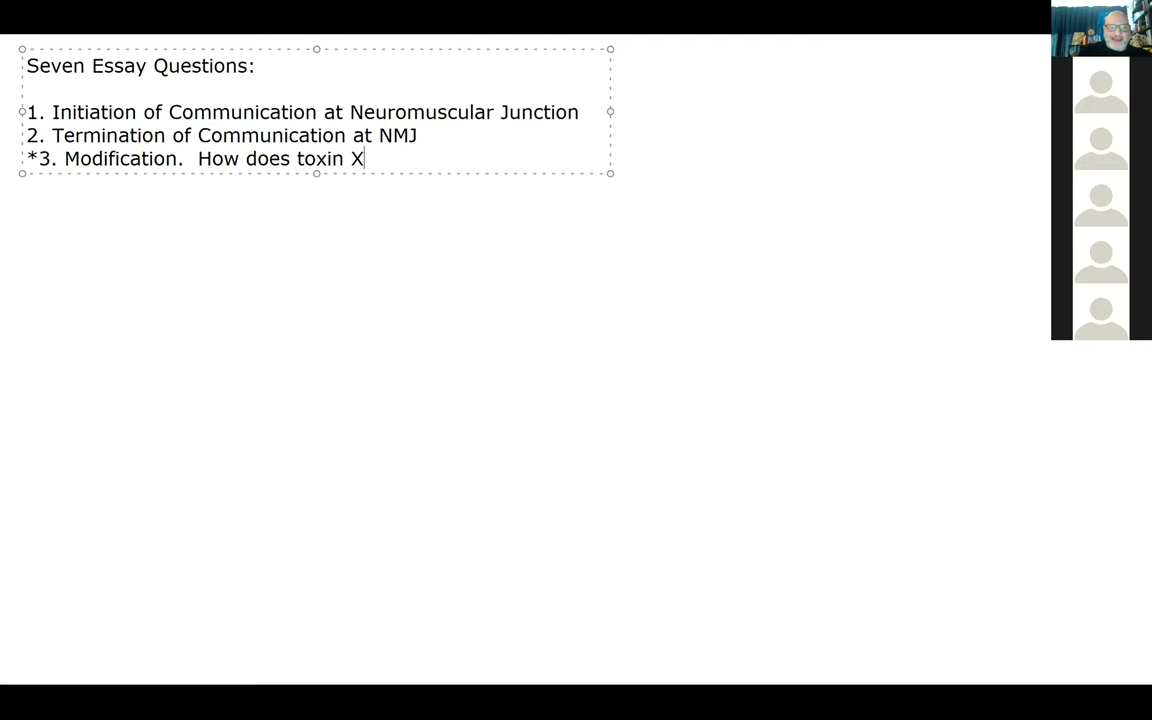 Seven Essay Questions:
1. Initiation of Communication at Neuromuscular Junction
2. Termination of Communication at NMJ
*3. Modification.  How does toxin X